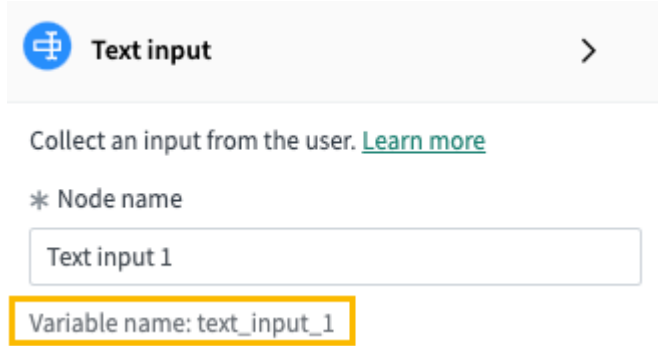 Text input
Collect an input from the user. Learn more
* Node name
Text input 1
Variable name: text_input_1